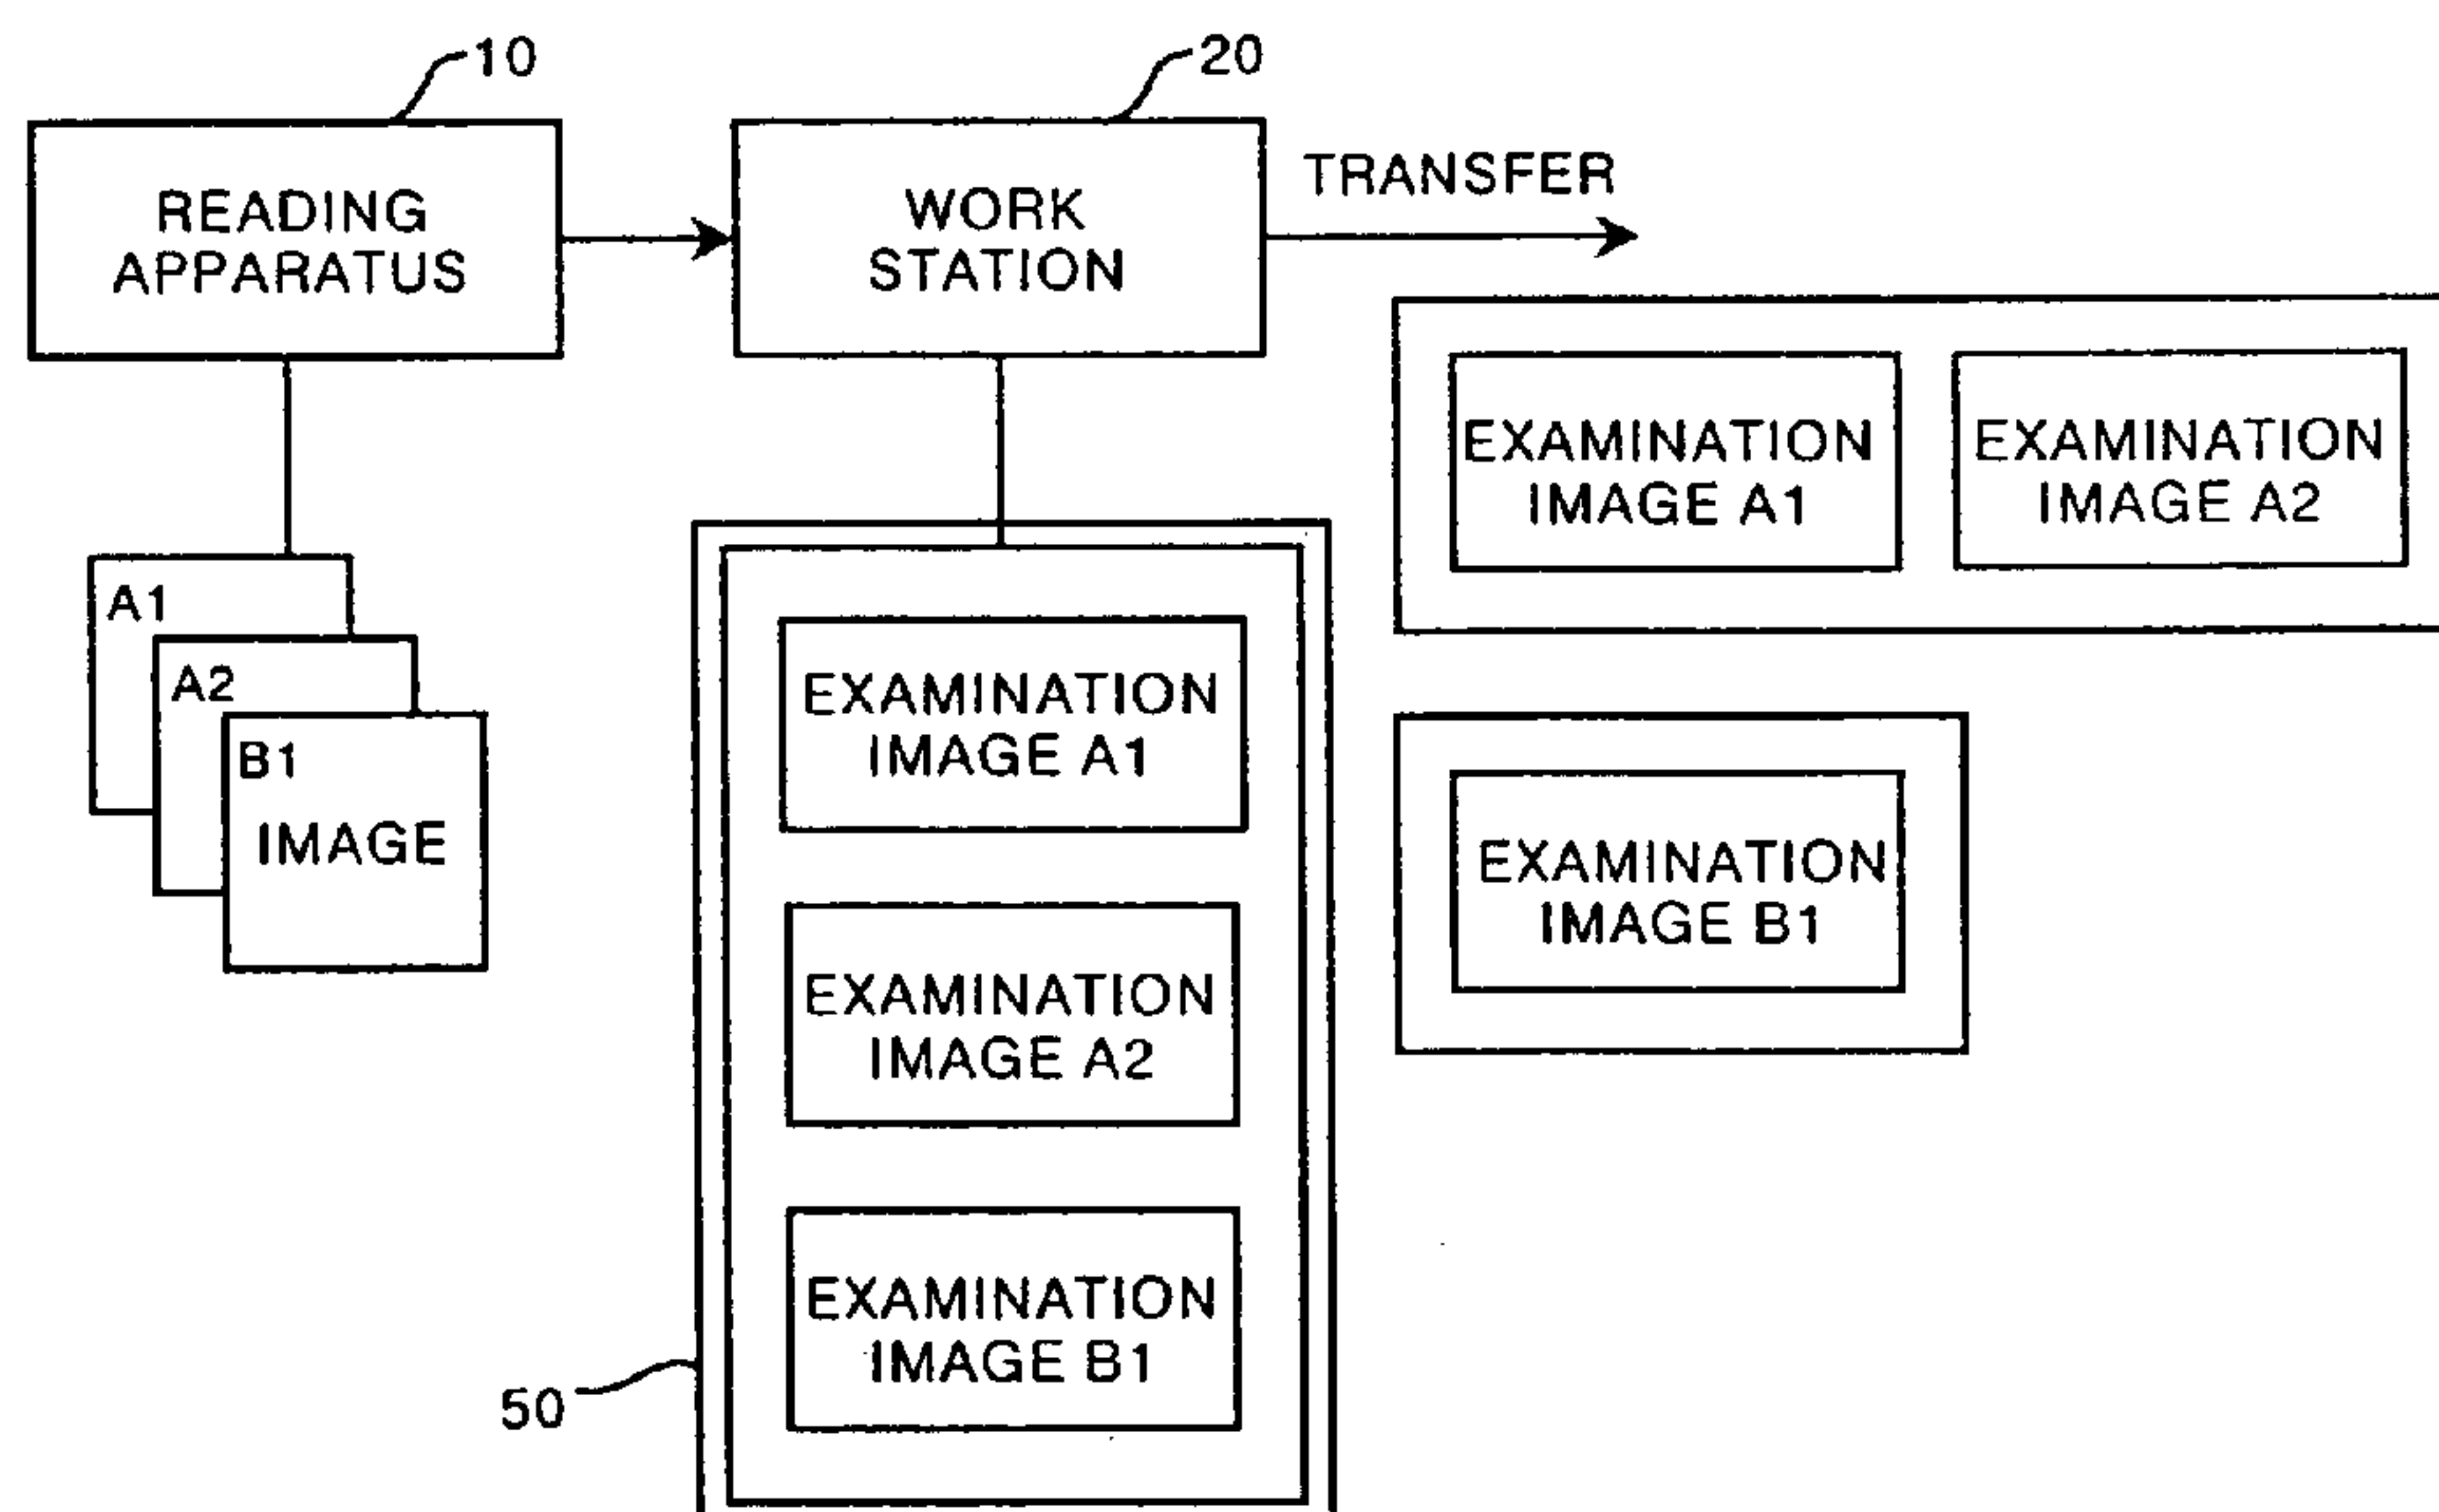 10
20
READING
APPARATUS
WORK
STATION
TRANSFER
EXAMINATION
IMAGE A1
EXAMINATION
IMAGE A2
A1
A2
B1
IMAGE
EXAMINATION
IMAGE A1
EXAMINATION
IMAGE A2
EXAMINATION
IMAGE B1
EXAMINATION
IMAGE B1
50